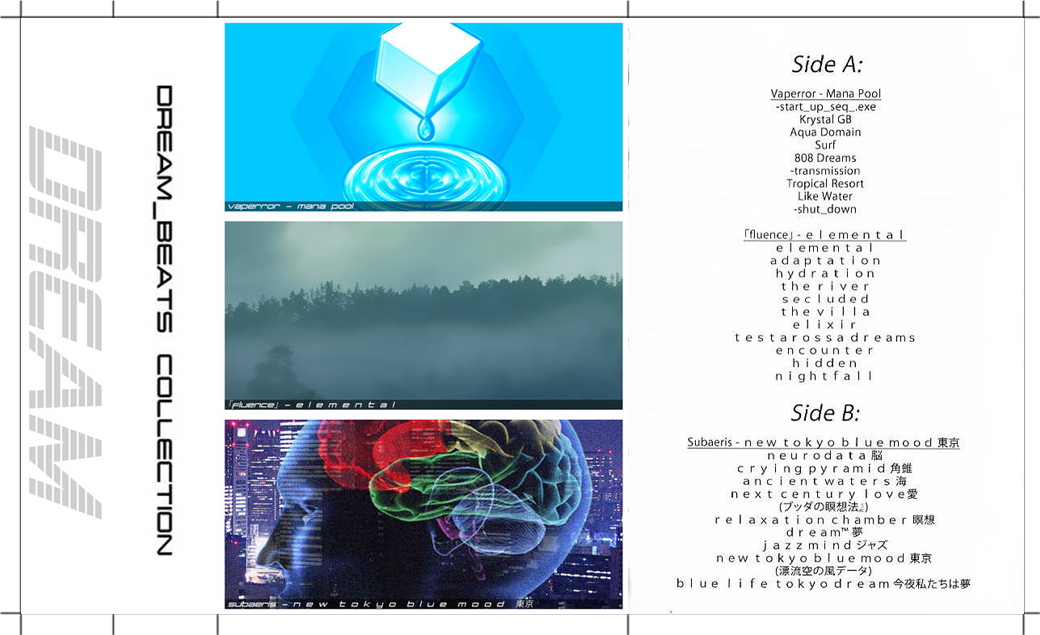 DREAM
DREAM_BEATS COLLECTION
vaperror - mana pool
「fluence」 - e l e m e n t a l
subaeris - n e w t o k y o b l u e m o o d 東京
Side A:
Vaperror - Mana Pool
-start_up_seq_.exe
Krystal GB
Aqua Domain
Surf
808 Dreams
-transmission
Tropical Resort
Like Water
-shut_down
「fluence」 - e l e m e n t a l
e l e m e n t a l
a d a p t a t i o n
h y d r a t i o n
t h e r i v e r
s e c l u d e d
t h e v i l l a
e l i x i r
t e s t a r o s s a d r e a m s
e n c o u n t e r
h i d d e n
n i g h t f a l l
Side B:
Subaeris - n e w t o k y o b l u e m o o d 東京
n e u r o d a t a 脳
c r y i n g p y r a m i d 角錐
a n c i e n t w a t e r s 海
n e x t c e n t u r y l o v e 愛
(ブッダの瞑想法』)
r e l a x a t i o n c h a m b e r 瞑想
d r e a m™ 夢
j a z z m i n d ジャズ
n e w t o k y o b l u e m o o d 東京
(漂流空の風データ)
b l u e l i f e t o k y o d r e a m 今夜私たちは夢